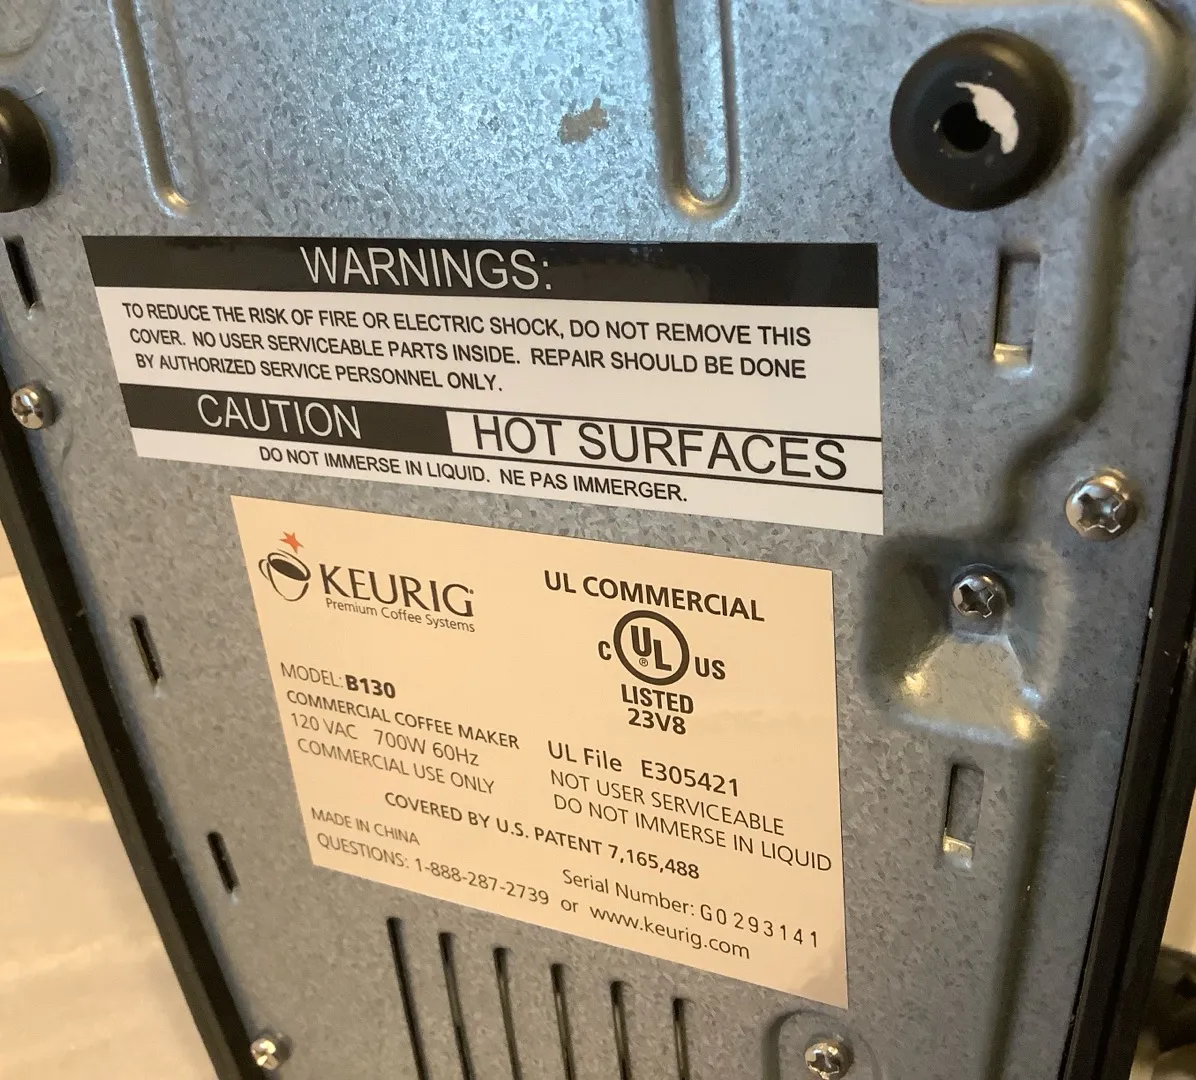 WARNINGS:
TO REDUCE THE RISK OF FIRE OR ELECTRIC SHOCK, DO NOT REMOVE THIS
COVER. NO USER SERVICEABLE PARTS INSIDE. REPAIR SHOULD BE DONE
BY AUTHORIZED SERVICE PERSONNEL ONLY.
CAUTION HOT SURFACES
DO NOT IMMERSE IN LIQUID. NE PAS IMMERGER.
KEURIG
Premium Coffee Systems
UL COMMERCIAL
C UL® US
LISTED
23V8
MODEL: B130
COMMERCIAL COFFEE MAKER
120 VAC 700W 60Hz
COMMERCIAL USE ONLY
UL File E305421
NOT USER SERVICEABLE
DO NOT IMMERSE IN LIQUID
COVERED BY U.S. PATENT 7,165,488
MADE IN CHINA
Serial Number: G0 293141
QUESTIONS: 1-888-287-2739 or www.keurig.com